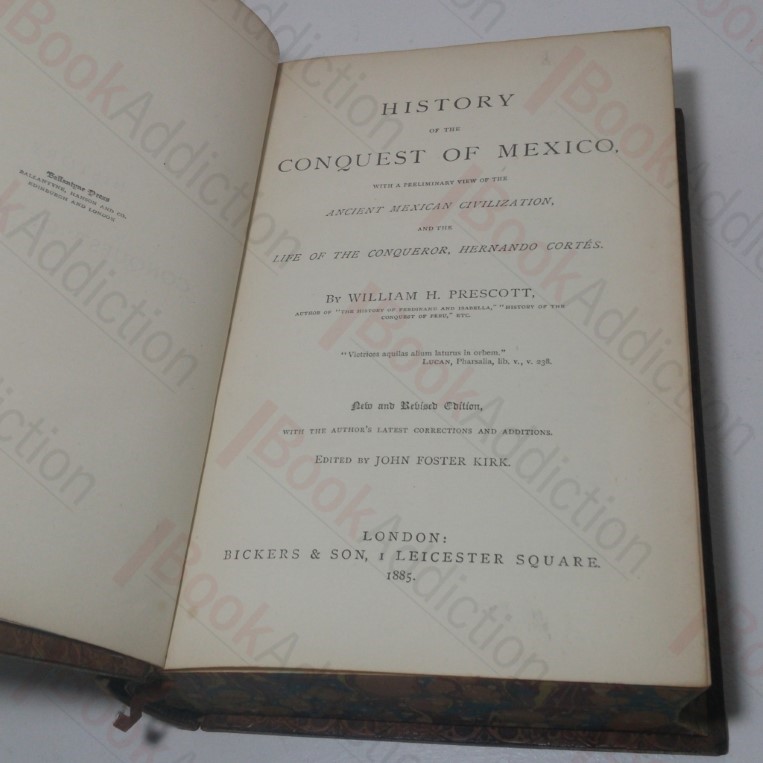 Ballantyne Press
BALLANTYNE, HANSON AND CO.
EDINBURGH AND LONDON
HISTORY
OF THE
CONQUEST OF MEXICO,
WITH A PRELIMINARY VIEW OF THE
ANCIENT MEXICAN CIVILIZATION,
AND THE
LIFE OF THE CONQUEROR, HERNANDO CORTÉS.
By WILLIAM H. PRESCOTT,
AUTHOR OF "THE HISTORY OF FERDINAND AND ISABELLA," "HISTORY OF THE
CONQUEST OF PERU," ETC.
"Victrices aquilas alium laturus in orbem."
LUCAN, Pharsalia, lib. v., v. 238.
New and Revised Edition,
WITH THE AUTHOR'S LATEST CORRECTIONS AND ADDITIONS.
EDITED BY JOHN FOSTER KIRK.
LONDON:
BICKERS & SON, 1 LEICESTER SQUARE.
1885.
BookAddiction